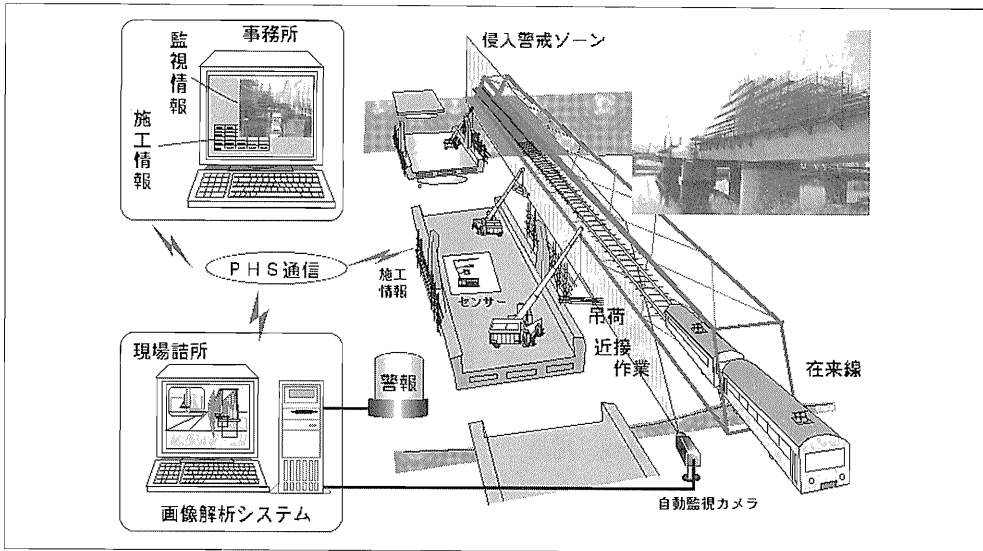 事務所
監視情報
施工情報
侵入警戒ゾーン
PHS通信
施工
情報
センサー
吊荷
近接
作業
在来線
現場詰所
警報
画像解析システム
自動監視カメラ